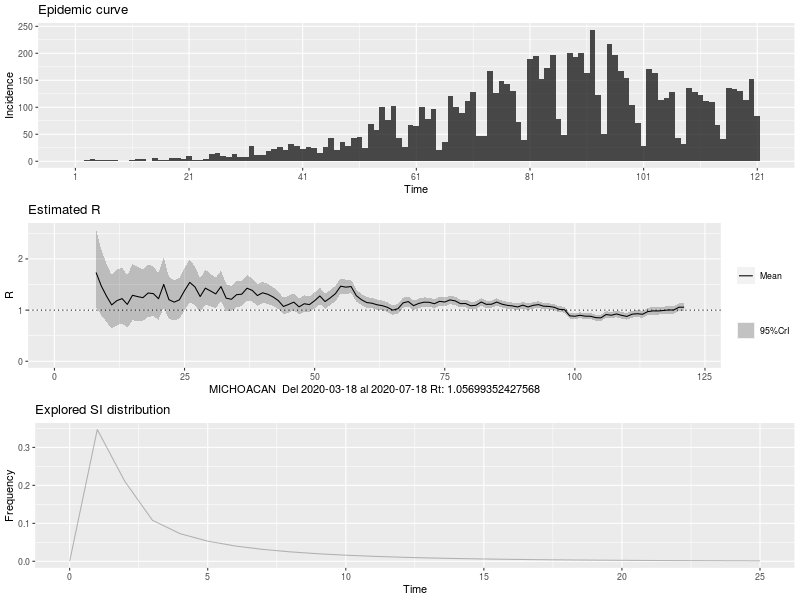 Epidemic curve
250
200
150
100
50
0
Incidence
1 21 41 61 81 101 121
Time
Estimated R
2
1
0
R
0 25 50 75 100 125
MICHOACAN Del 2020-03-18 al 2020-07-18 Rt: 1.05699352427568
Mean
95%CrI
Explored SI distribution
0.3
0.2
0.1
0.0
Frequency
0 5 10 15 20 25
Time